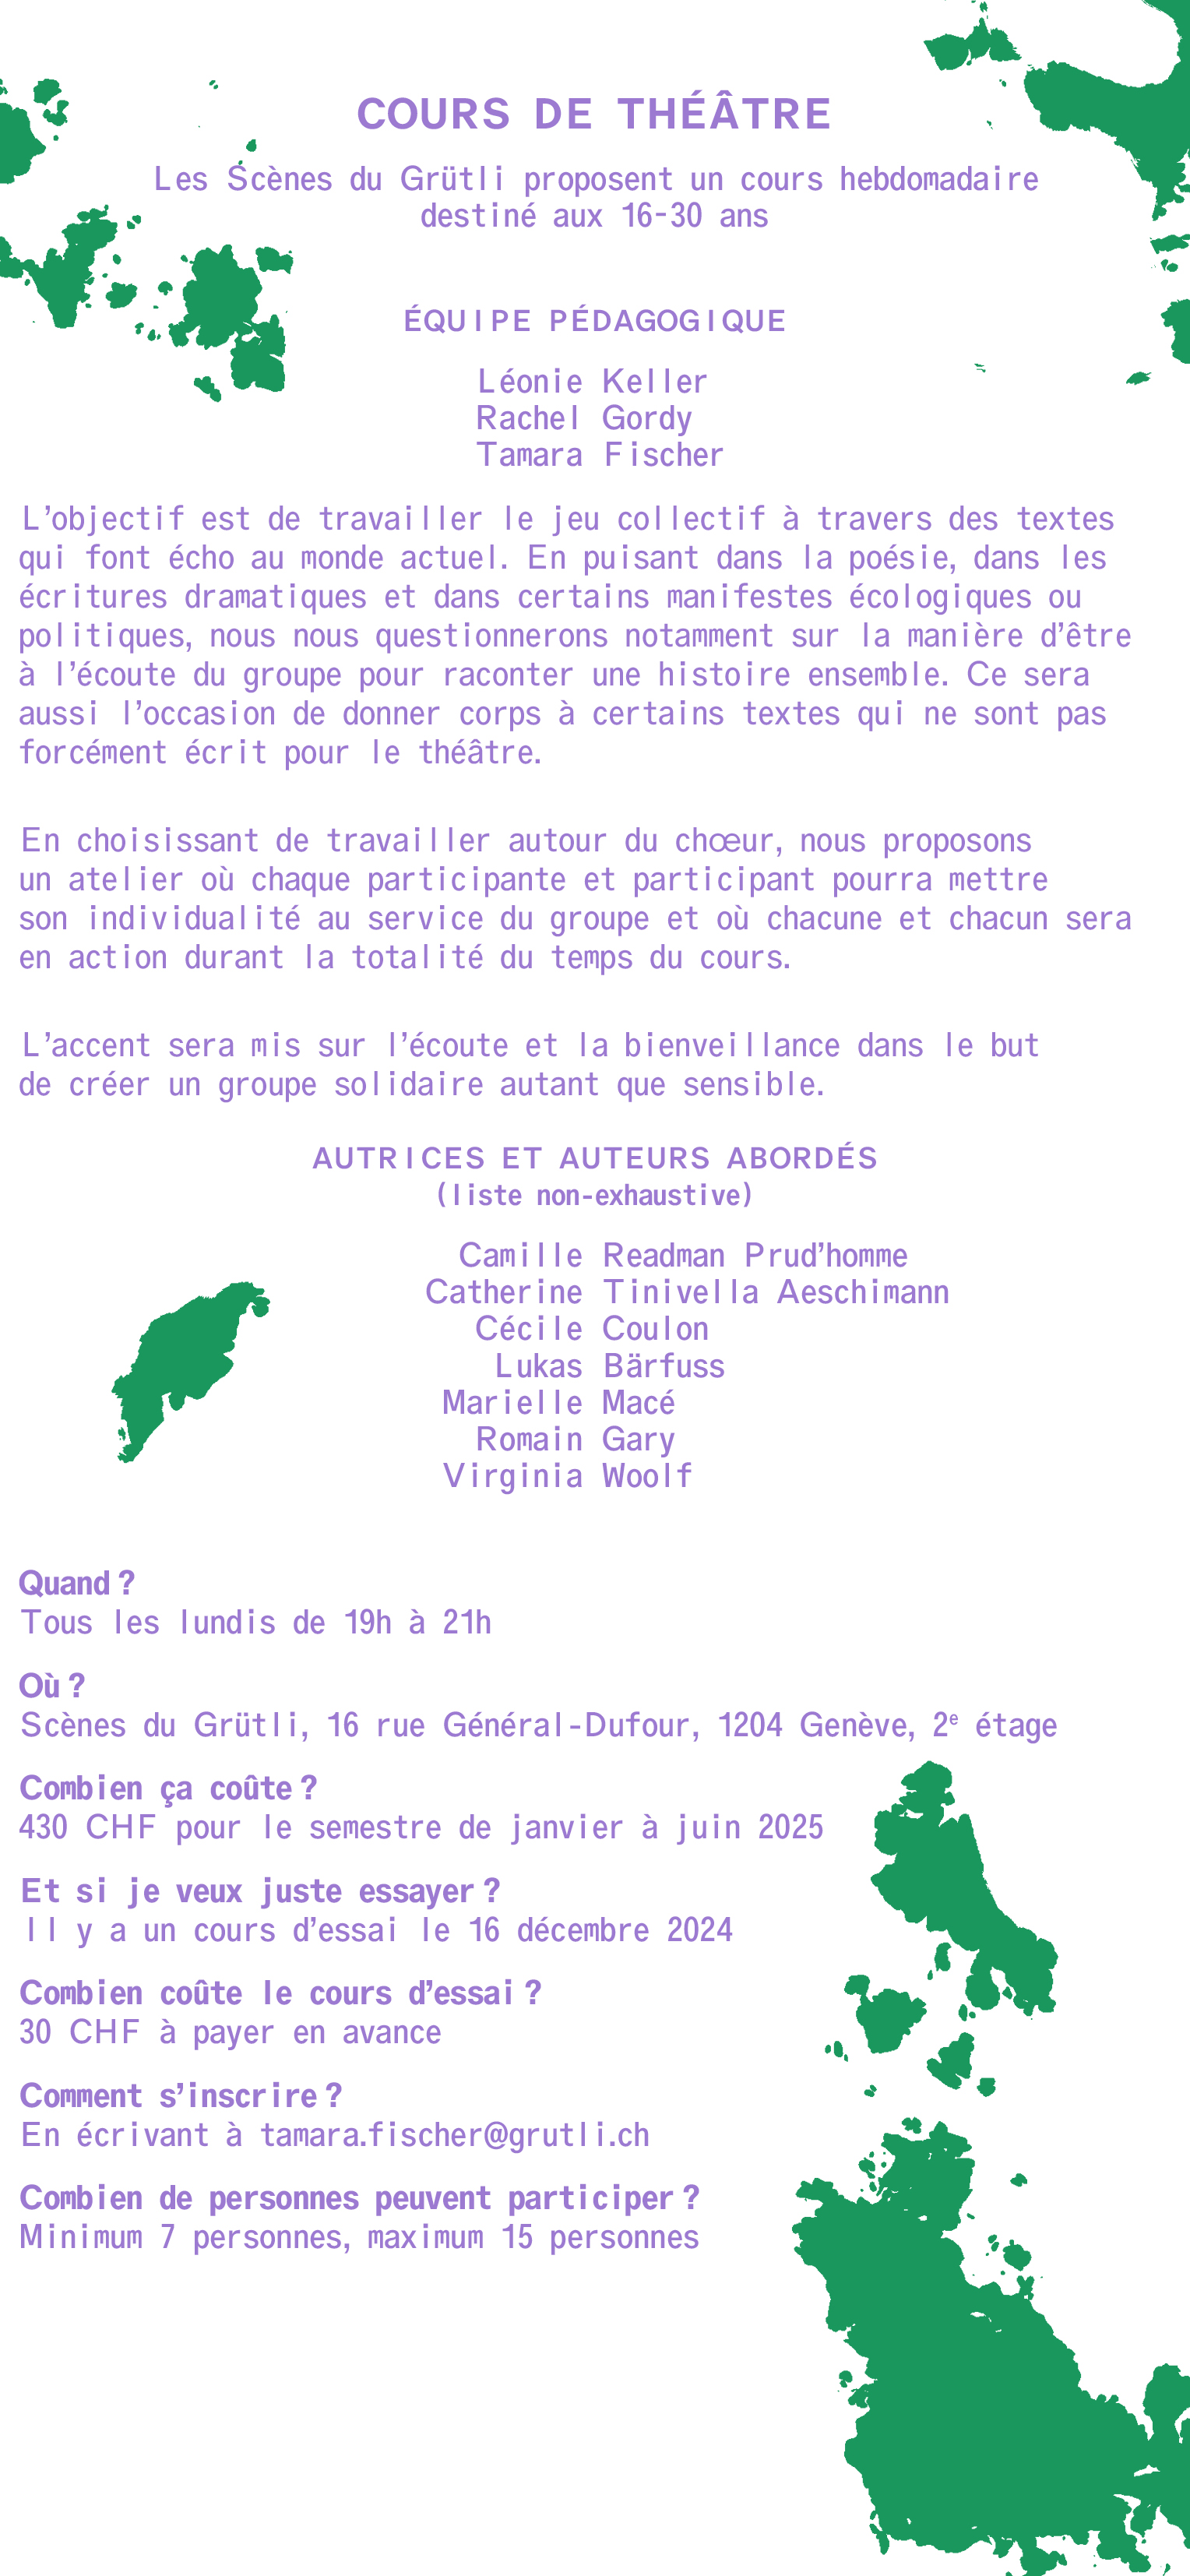 COURS DE THÉÂTRE
Les Scènes du Grütli proposent un cours hebdomadaire
destiné aux 16-30 ans
ÉQUIPE PÉDAGOGIQUE
Léonie Keller
Rachel Gordy
Tamara Fischer
L’objectif est de travailler le jeu collectif à travers des textes
qui font écho au monde actuel. En puisant dans la poésie, dans les
écritures dramatiques et dans certains manifestes écologiques ou
politiques, nous nous questionnerons notamment sur la manière d’être
à l’écoute du groupe pour raconter une histoire ensemble. Ce sera
aussi l’occasion de donner corps à certains textes qui ne sont pas
forcément écrit pour le théâtre.
En choisissant de travailler autour du chœur, nous proposons
un atelier où chaque participante et participant pourra mettre
son individualité au service du groupe et où chacune et chacun sera
en action durant la totalité du temps du cours.
L’accent sera mis sur l’écoute et la bienveillance dans le but
de créer un groupe solidaire autant que sensible.
AUTRICES ET AUTEURS ABORDÉS
(liste non-exhaustive)
Camille Readman Prud’homme
Catherine Tinivella Aeschimann
Cécile Coulon
Lukas Bärfuss
Marielle Macé
Romain Gary
Virginia Woolf
Quand ?
Tous les lundis de 19h à 21h
Où ?
Scènes du Grütli, 16 rue Général-Dufour, 1204 Genève, 2ᵉ étage
Combien ça coûte ?
430 CHF pour le semestre de janvier à juin 2025
Et si je veux juste essayer ?
Il y a un cours d’essai le 16 décembre 2024
Combien coûte le cours d’essai ?
30 CHF à payer en avance
Comment s’inscrire ?
En écrivant à tamara.fischer@grutli.ch
Combien de personnes peuvent participer ?
Minimum 7 personnes, maximum 15 personnes